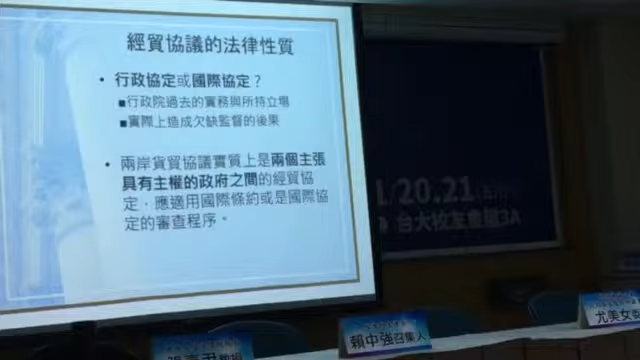 經貿協議的法律性質
• 行政協定或國際協定？
■行政院過去的實務與所持立場
■實際上造成欠缺監督的後果
• 兩岸貨貿協議實質上是兩個主張
具有主權的政府之間的經貿協
定，應適用國際條約或是國際協
定的審查程序。
1/20.21
台大校友會館3A
賴中強召集人
尤美女委